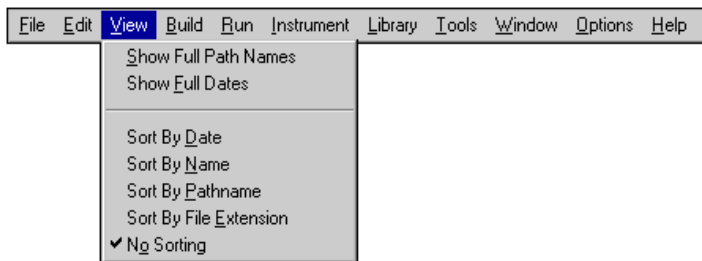 File Edit View Build Run Instrument Library Tools Window Options Help
Show Full Path Names
Show Full Dates
Sort By Date
Sort By Name
Sort By Pathname
Sort By File Extension
✔ No Sorting